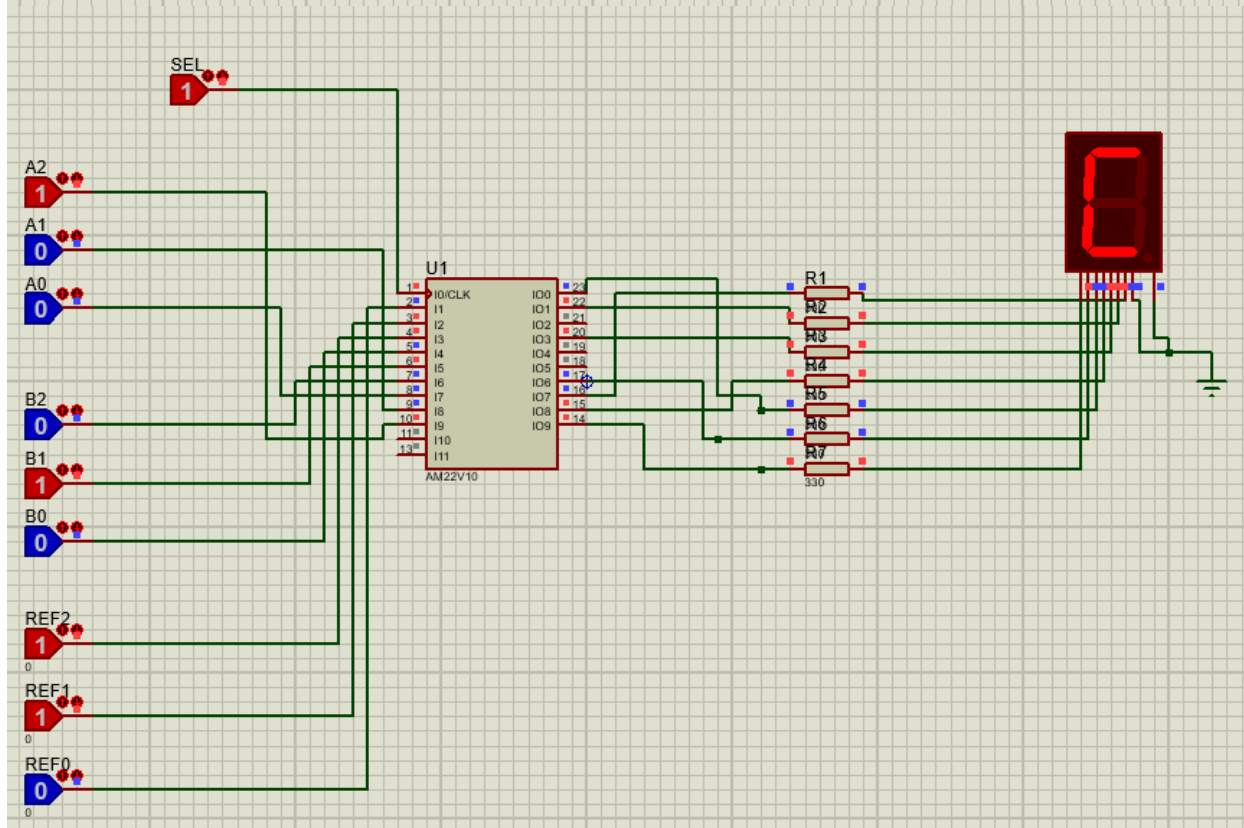 SEL
1
A2
1
A1
0
A0
0
B2
0
B1
1
B0
0
REF2
1
0
REF1
1
0
REF0
0
0
U1
1 I0/CLK IO0 23
2 I1 IO1 22
3 I2 IO2 21
4 I3 IO3 20
5 I4 IO4 19
6 I5 IO5 18
7 I6 IO6 17
8 I7 IO7 16
9 I8 IO8 15
10 I9 IO9 14
11 I10
13 I11
AM22V10
R1
R2
R3
R4
R5
R6
R7
330
C